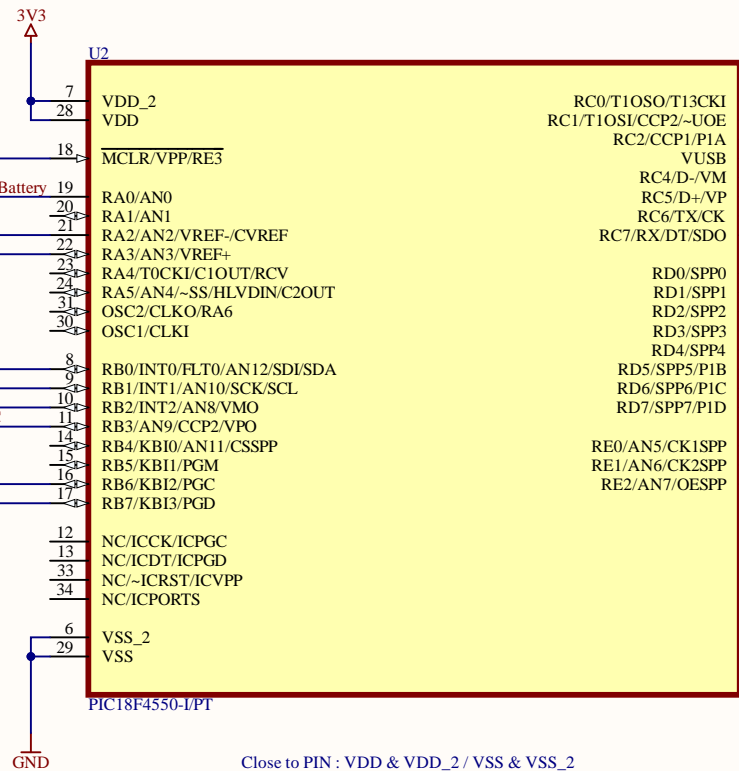 3V3
U2
7 VDD_2 RC0/T1OSO/T13CKI
28 VDD RC1/T1OSI/CCP2/~UOE
RC2/CCP1/P1A
18 MCLR/VPP/RE3 VUSB
RC4/D-/VM
Battery 19 RA0/AN0 RC5/D+/VP
20 RA1/AN1 RC6/TX/CK
21 RA2/AN2/VREF-/CVREF RC7/RX/DT/SDO
22 RA3/AN3/VREF+
23 RA4/T0CKI/C1OUT/RCV RD0/SPP0
24 RA5/AN4/~SS/HLVDIN/C2OUT RD1/SPP1
31 OSC2/CLKO/RA6 RD2/SPP2
30 OSC1/CLKI RD3/SPP3
RD4/SPP4
8 RB0/INT0/FLT0/AN12/SDI/SDA RD5/SPP5/P1B
9 RB1/INT1/AN10/SCK/SCL RD6/SPP6/P1C
10 RB2/INT2/AN8/VMO RD7/SPP7/P1D
11 RB3/AN9/CCP2/VPO
14 RB4/KBI0/AN11/CSSPP RE0/AN5/CK1SPP
15 RB5/KBI1/PGM RE1/AN6/CK2SPP
16 RB6/KBI2/PGC RE2/AN7/OESPP
17 RB7/KBI3/PGD
12 NC/ICCK/ICPGC
13 NC/ICDT/ICPGD
33 NC/~ICRST/ICVPP
34 NC/ICPORTS
6 VSS_2
29 VSS
PIC18F4550-I/PT
GND Close to PIN : VDD & VDD_2 / VSS & VSS_2